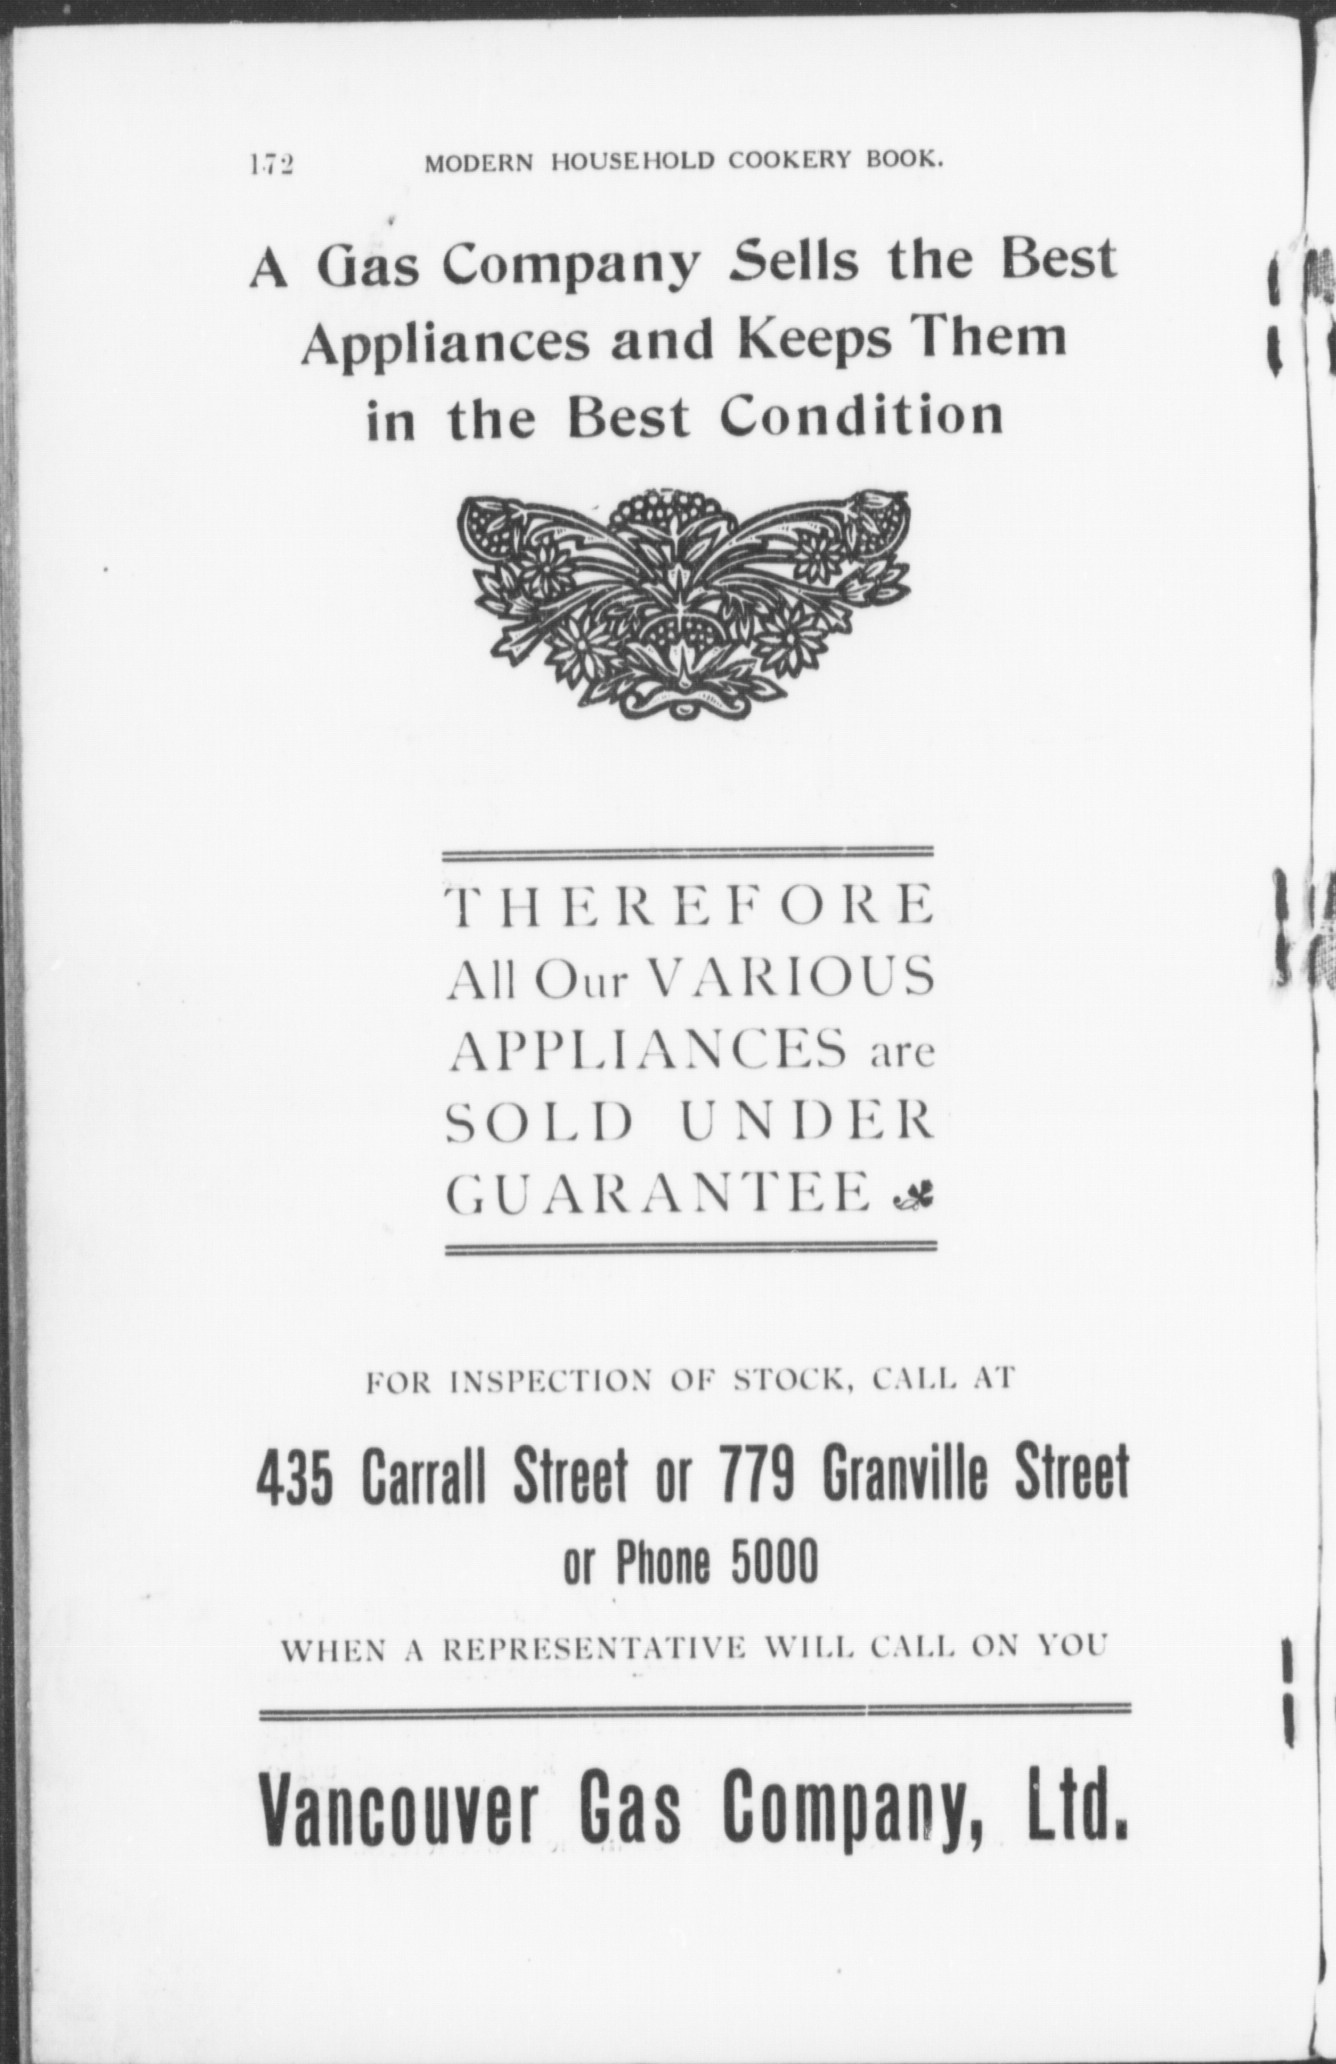 172 MODERN HOUSEHOLD COOKERY BOOK.
A Gas Company Sells the Best
Appliances and Keeps Them
in the Best Condition
THEREFORE
All Our VARIOUS
APPLIANCES are
SOLD UNDER
GUARANTEE
FOR INSPECTION OF STOCK, CALL AT
435 Carrall Street or 779 Granville Street
or Phone 5000
WHEN A REPRESENTATIVE WILL CALL ON YOU
Vancouver Gas Company, Ltd.